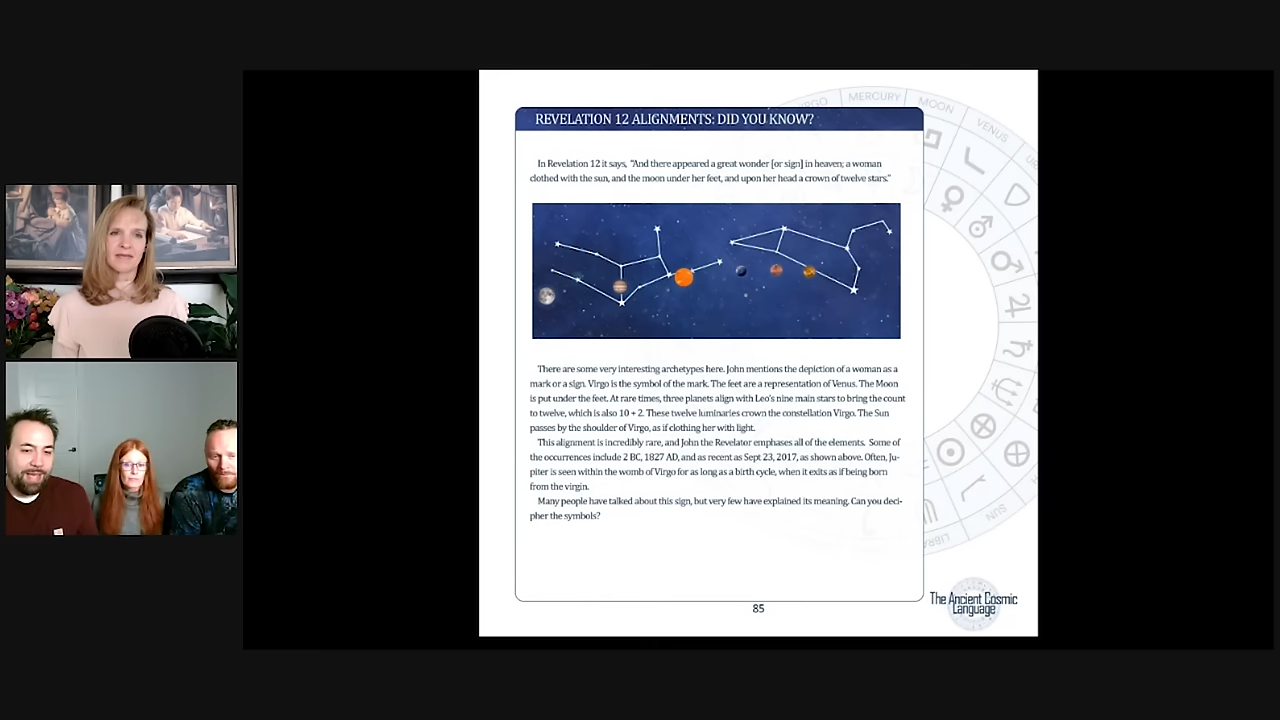 REVELATION 12 ALIGNMENTS: DID YOU KNOW?
In Revelation 12 it says, "And there appeared a great wonder [or sign] in heaven; a woman
clothed with the sun, and the moon under her feet, and upon her head a crown of twelve stars."
There are some very interesting archetypes here. John mentions the depiction of a woman as a
mark or a sign. Virgo is the symbol of the mark. The feet are a representation of Venus. The Moon
is put under the feet. At rare times, three planets align with Leo's nine main stars to bring the count
to twelve, which is also 10 + 2. These twelve luminaries crown the constellation Virgo. The Sun
passes by the shoulder of Virgo, as if clothing her with light.
This alignment is incredibly rare, and John the Revelator emphases all of the elements. Some of
the occurrences include 2 BC, 1827 AD, and as recent as Sept 23, 2017, as shown above. Often, Ju-
piter is seen within the womb of Virgo for as long as a birth cycle, when it exits as if being born
from the virgin.
Many people have talked about this sign, but very few have explained its meaning. Can you deci-
pher the symbols?
85
MERCURY
MOON
VENUS
SUN
LIBRA
The Ancient Cosmic
Language